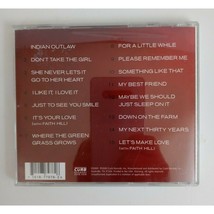 INDIAN OUTLAW
DON'T TAKE THE GIRL
SHE NEVER LETS IT
GO TO HER HEART
I LIKE IT, I LOVE IT
JUST TO SEE YOU SMILE
IT'S YOUR LOVE
(with FAITH HILL)
WHERE THE GREEN
GRASS GROWS
FOR A LITTLE WHILE
PLEASE REMEMBER ME
SOMETHING LIKE THAT
MY BEST FRIEND
MAYBE WE SHOULD
JUST SLEEP ON IT
DOWN ON THE FARM
MY NEXT THIRTY YEARS
LET'S MAKE LOVE
(with FAITH HILL)
CURB